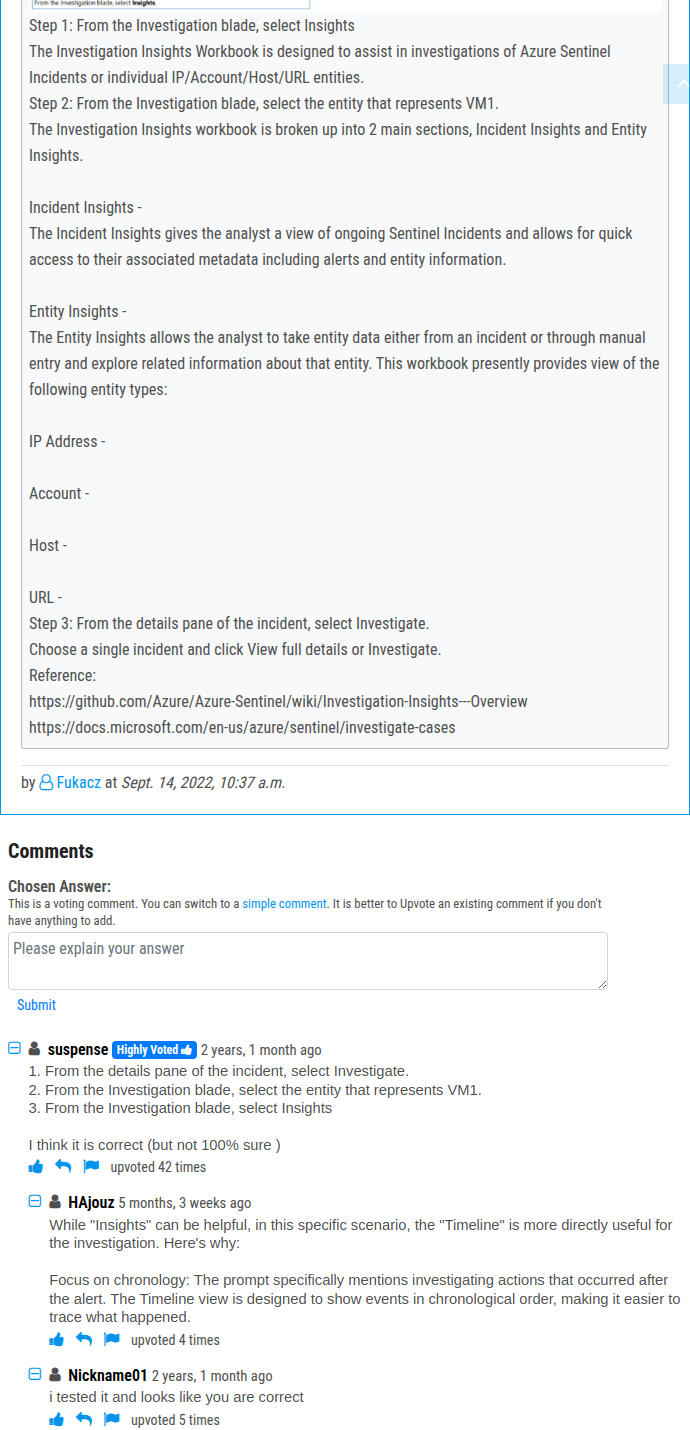 From the Investigation blade, select Insights.
Step 1: From the Investigation blade, select Insights
The Investigation Insights Workbook is designed to assist in investigations of Azure Sentinel
Incidents or individual IP/Account/Host/URL entities.
Step 2: From the Investigation blade, select the entity that represents VM1.
The Investigation Insights workbook is broken up into 2 main sections, Incident Insights and Entity
Insights.
Incident Insights -
The Incident Insights gives the analyst a view of ongoing Sentinel Incidents and allows for quick
access to their associated metadata including alerts and entity information.
Entity Insights -
The Entity Insights allows the analyst to take entity data either from an incident or through manual
entry and explore related information about that entity. This workbook presently provides view of the
following entity types:
IP Address -
Account -
Host -
URL -
Step 3: From the details pane of the incident, select Investigate.
Choose a single incident and click View full details or Investigate.
Reference:
https://github.com/Azure/Azure-Sentinel/wiki/Investigation-Insights---Overview
https://docs.microsoft.com/en-us/azure/sentinel/investigate-cases
by Fukacz at Sept. 14, 2022, 10:37 a.m.
Comments
Chosen Answer:
This is a voting comment. You can switch to a simple comment. It is better to Upvote an existing comment if you don't
have anything to add.
Please explain your answer
Submit
suspense Highly Voted 2 years, 1 month ago
1. From the details pane of the incident, select Investigate.
2. From the Investigation blade, select the entity that represents VM1.
3. From the Investigation blade, select Insights
I think it is correct (but not 100% sure )
upvoted 42 times
HAjouz 5 months, 3 weeks ago
While "Insights" can be helpful, in this specific scenario, the "Timeline" is more directly useful for
the investigation. Here's why:
Focus on chronology: The prompt specifically mentions investigating actions that occurred after
the alert. The Timeline view is designed to show events in chronological order, making it easier to
trace what happened.
upvoted 4 times
Nickname01 2 years, 1 month ago
i tested it and looks like you are correct
upvoted 5 times